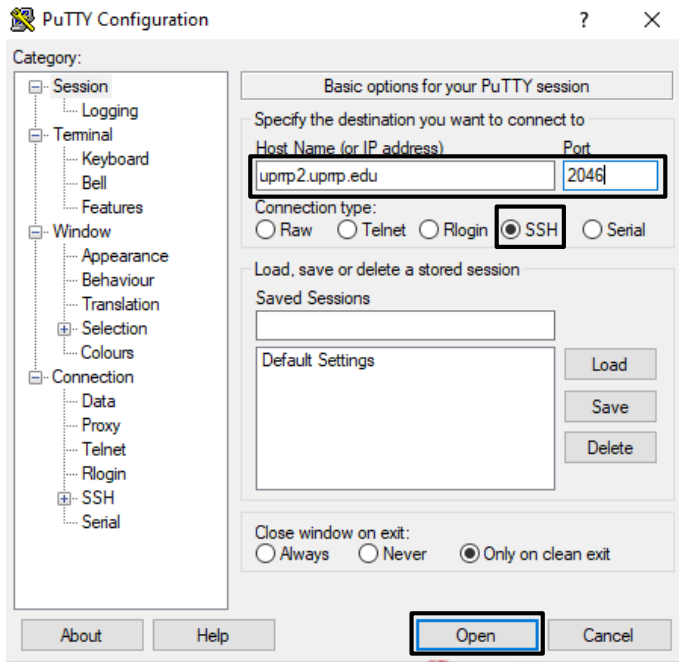 PuTTY Configuration ? ×
Category:
Session
Logging
Terminal
Keyboard
Bell
Features
Window
Appearance
Behaviour
Translation
Selection
Colours
Connection
Data
Proxy
Telnet
Rlogin
SSH
Serial
Basic options for your PuTTY session
Specify the destination you want to connect to
Host Name (or IP address) Port
uprrp2.uprrp.edu 2046
Connection type:
Raw Telnet Rlogin SSH Serial
Load, save or delete a stored session
Saved Sessions
Default Settings
Load
Save
Delete
Close window on exit:
Always Never Only on clean exit
About Help Open Cancel